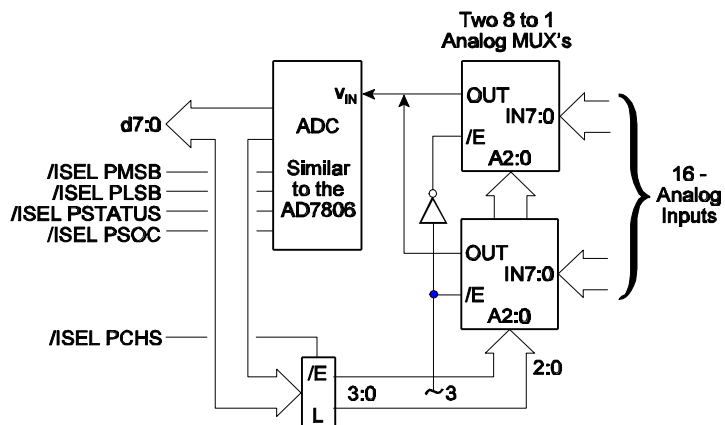 Two 8 to 1
Analog MUX's
d7:0
ADC
Similar
to the
AD7806
VIN
OUT
IN7:0
/E
A2:0
/ISEL PMSB
/ISEL PLSB
/ISEL PSTATUS
/ISEL PSOC
16 -
Analog
Inputs
OUT
IN7:0
/E
A2:0
/ISEL PCHS
/E
L
3:0
~3
2:0